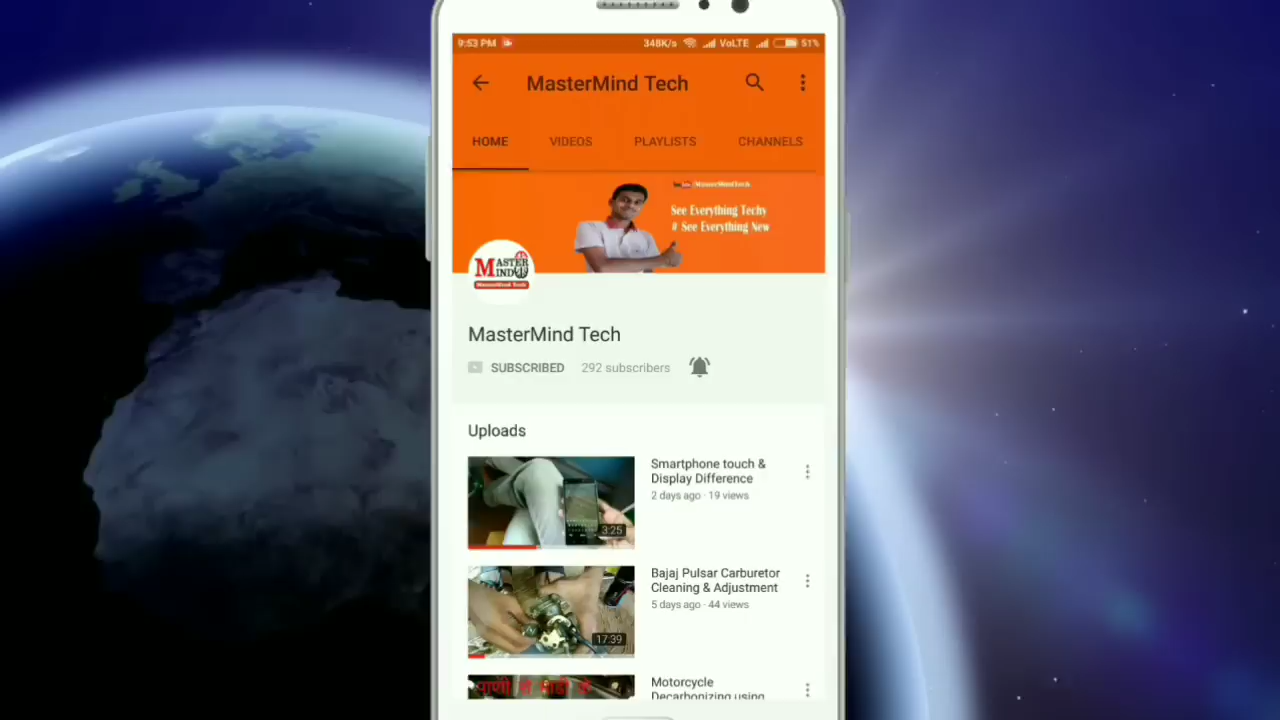 9:53 PM
348K/s VoLTE 51%
MasterMind Tech
HOME VIDEOS PLAYLISTS CHANNELS
/MasterMindTech
See Everything Techy
# See Everything New
MASTER
MIND
MasterMind Tech
MasterMind Tech
SUBSCRIBED 292 subscribers
Uploads
Smartphone touch &
Display Difference
2 days ago · 19 views
3:25
Bajaj Pulsar Carburetor
Cleaning & Adjustment
5 days ago · 44 views
17:39
Motorcycle
Decarbonizing using